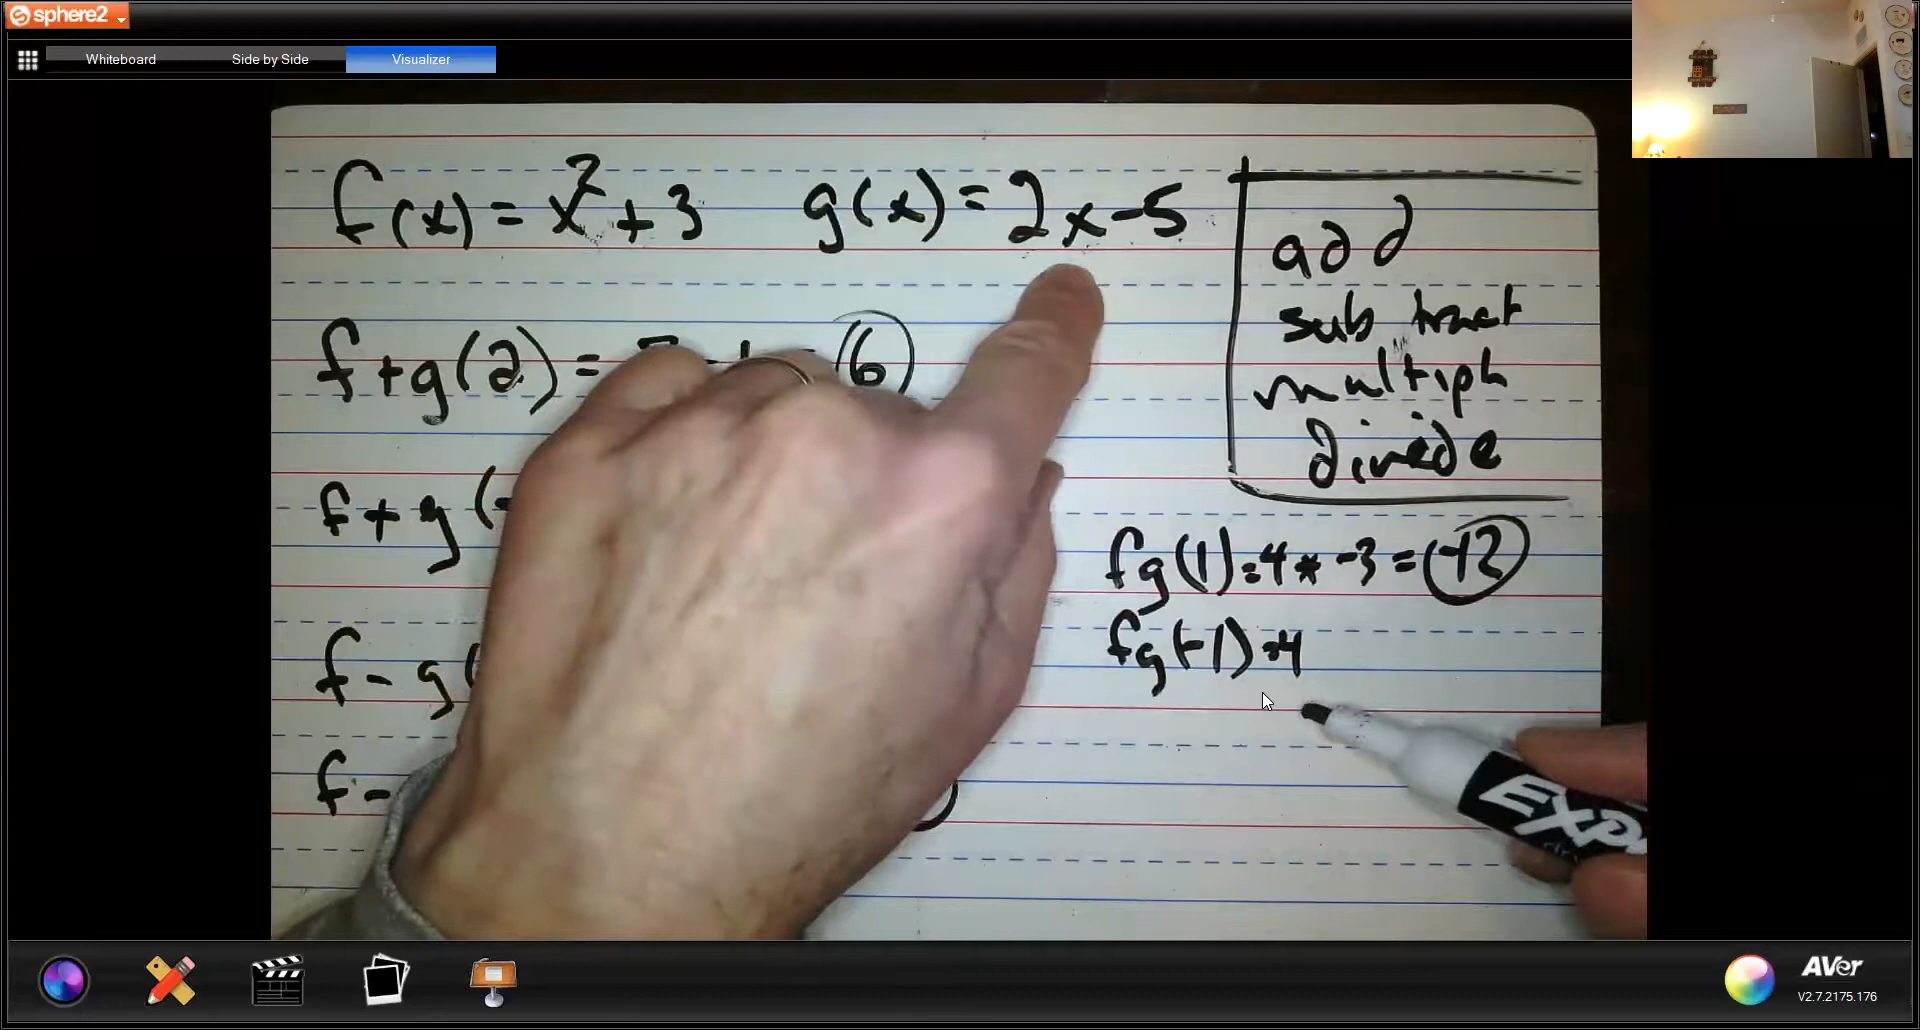 sphere2
Whiteboard Side by Side Visualizer
f(x) = x² + 3 g(x) = 2x - 5
f + g(2) = 6
f + g(-
f - g(
f -
add
subtract
multiply
divide
fg(1) = 4 * -3 = -12
fg(-1) = 4
EXPO
AVer
V2.7.2175.176